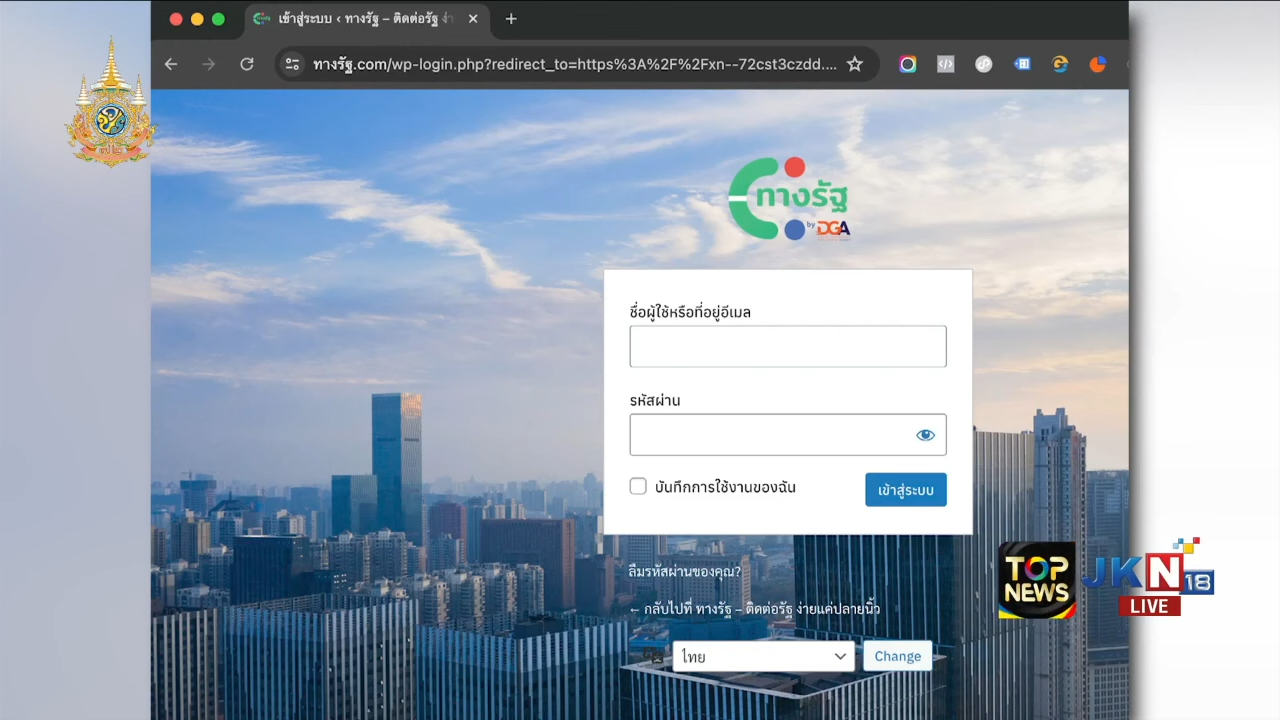 เข้าสู่ระบบ ‹ ทางรัฐ – ติดต่อรัฐ ง่า
ทางรัฐ.com/wp-login.php?redirect_to=https%3A%2F%2Fxn--72cst3czdd....
ทางรัฐ
by DGA
ชื่อผู้ใช้หรือที่อยู่อีเมล
รหัสผ่าน
บันทึกการใช้งานของฉัน
เข้าสู่ระบบ
ลืมรหัสผ่านของคุณ?
← กลับไปที่ ทางรัฐ – ติดต่อรัฐ ง่ายแค่ปลายนิ้ว
ไทย
Change
TOP NEWS
JKN18
LIVE